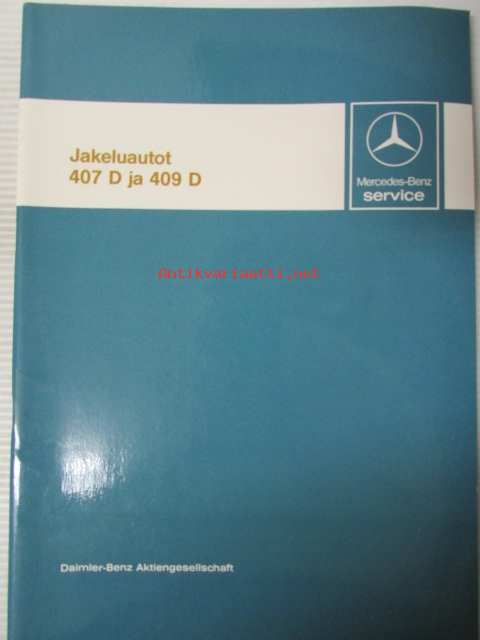 Jakeluautot
407 D ja 409 D
Mercedes-Benz
service
Antikvariaatti.net
Daimler-Benz Aktiengesellschaft